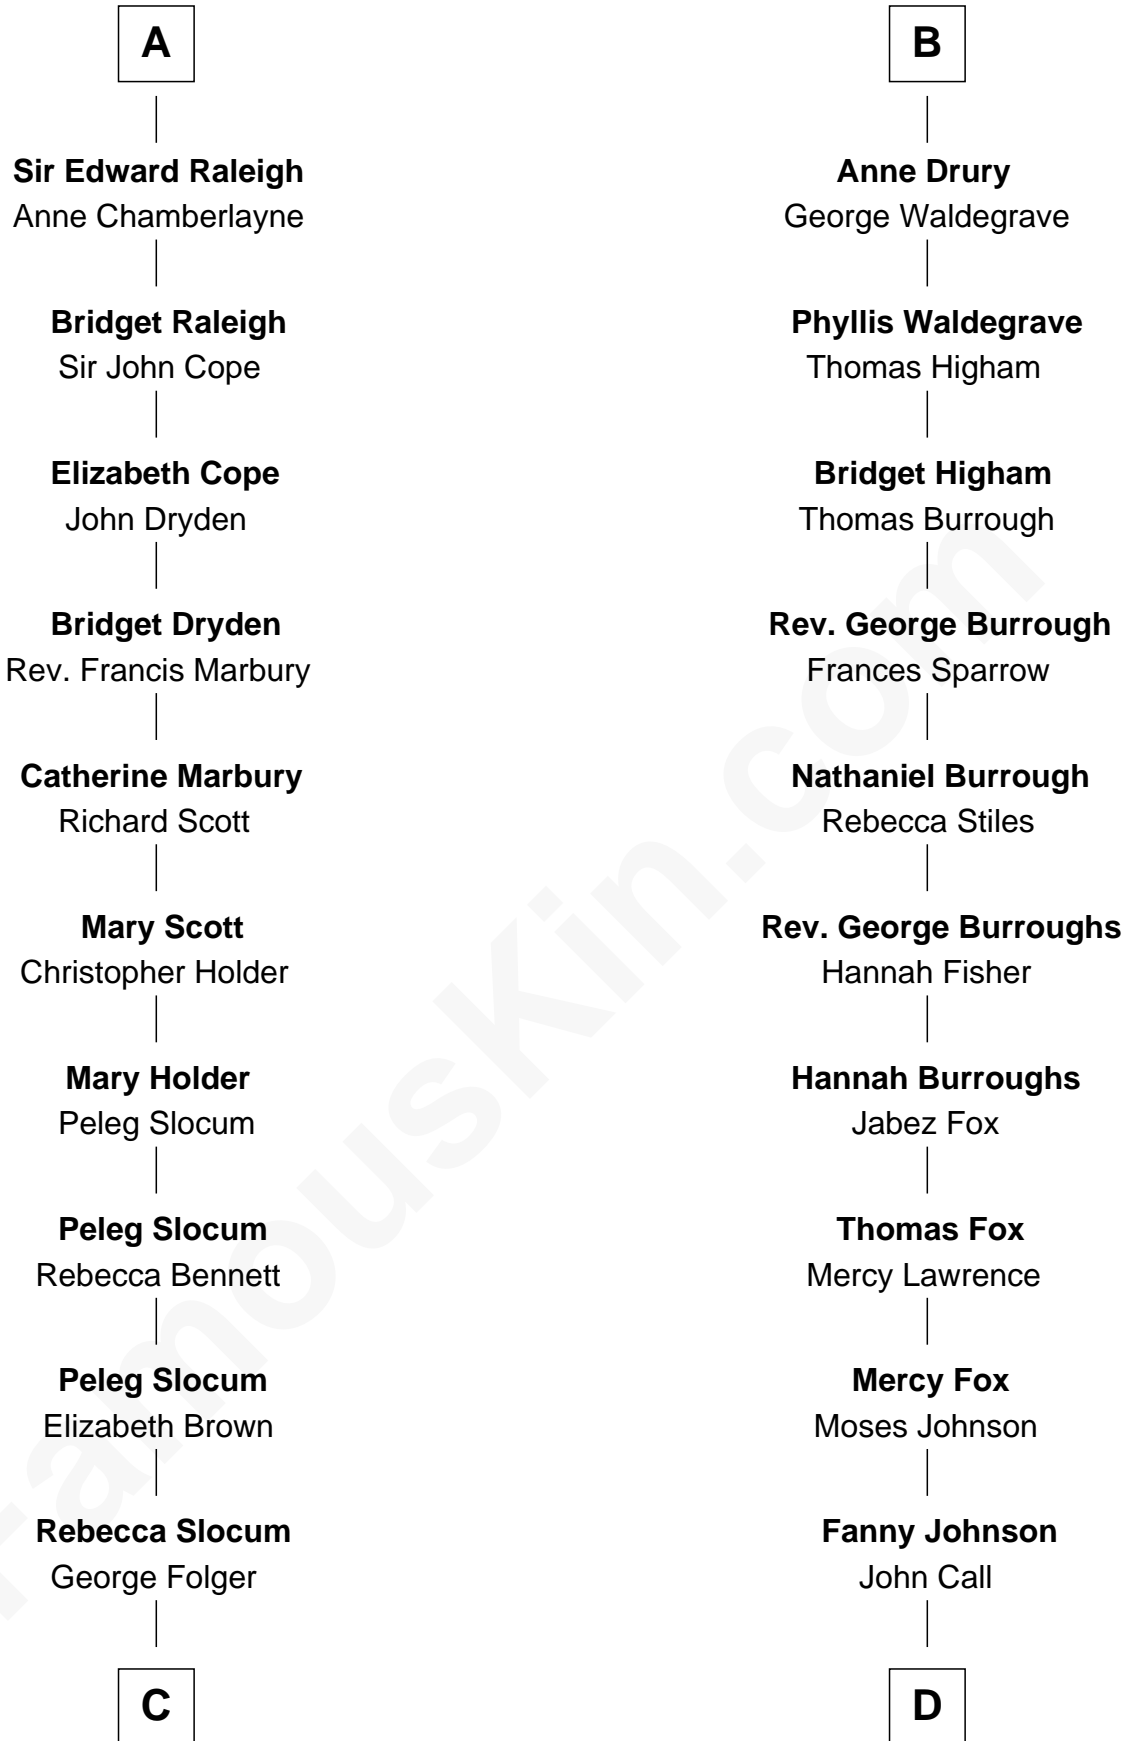 A
Sir Edward Raleigh
Anne Chamberlayne
Bridget Raleigh
Sir John Cope
Elizabeth Cope
John Dryden
Bridget Dryden
Rev. Francis Marbury
Catherine Marbury
Richard Scott
Mary Scott
Christopher Holder
Mary Holder
Peleg Slocum
Peleg Slocum
Rebecca Bennett
Peleg Slocum
Elizabeth Brown
Rebecca Slocum
George Folger
C
B
Anne Drury
George Waldegrave
Phyllis Waldegrave
Thomas Higham
Bridget Higham
Thomas Burrough
Rev. George Burrough
Frances Sparrow
Nathaniel Burrough
Rebecca Stiles
Rev. George Burroughs
Hannah Fisher
Hannah Burroughs
Jabez Fox
Thomas Fox
Mercy Lawrence
Mercy Fox
Moses Johnson
Fanny Johnson
John Call
D
FamousKin.com